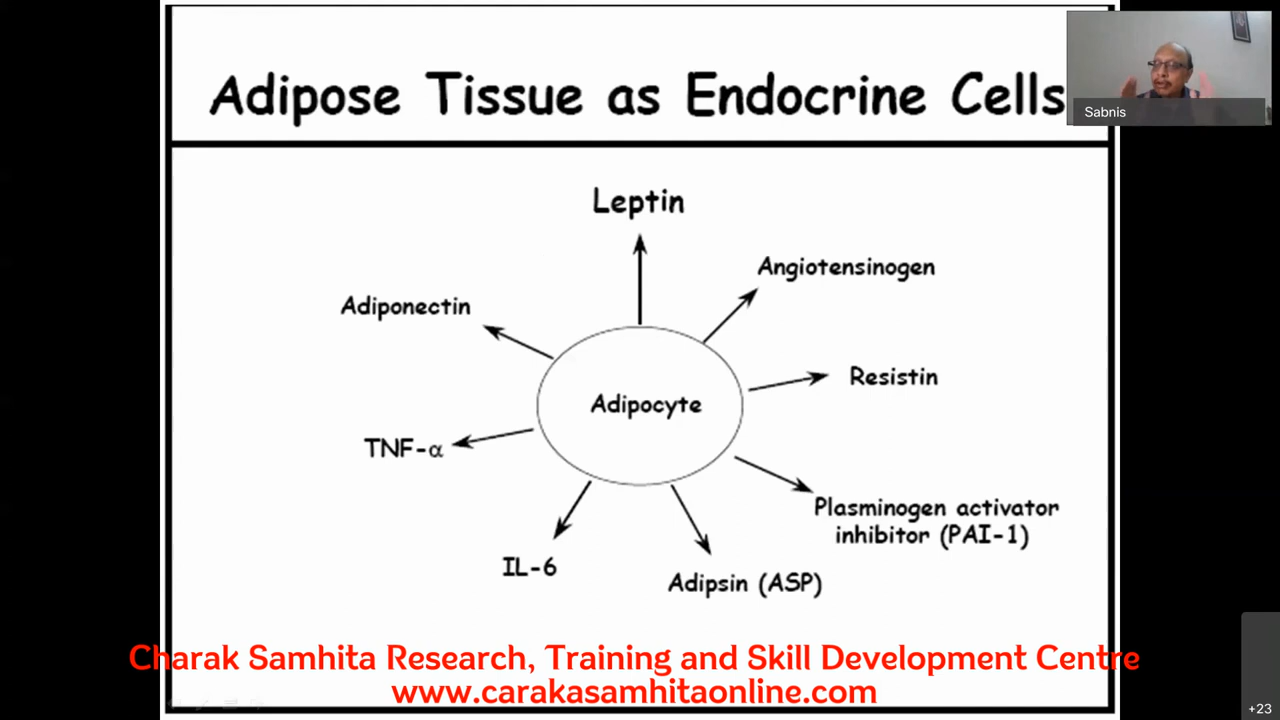 Adipose Tissue as Endocrine Cells
Sabnis
Leptin
Angiotensinogen
Adiponectin
Resistin
Adipocyte
TNF-α
Plasminogen activator
inhibitor (PAI-1)
IL-6
Adipsin (ASP)
Charak Samhita Research, Training and Skill Development Centre
www.carakasamhitaonline.com
+23